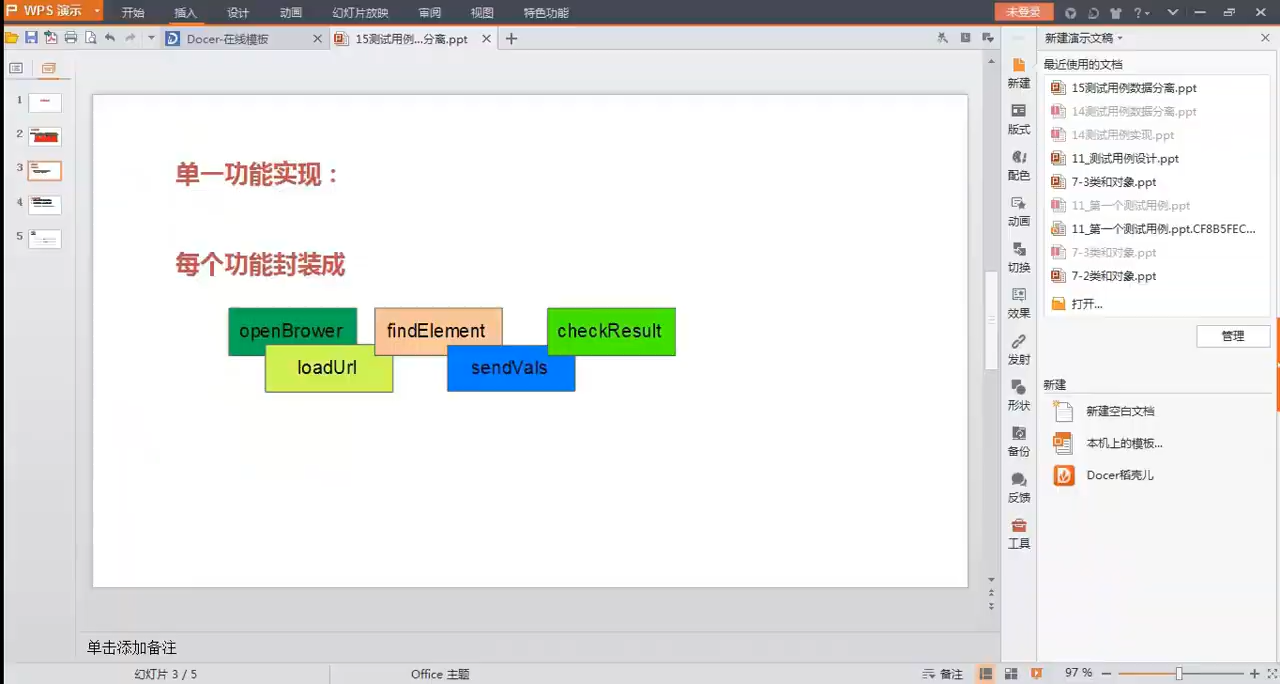 WPS 演示
开始
插入
设计
动画
幻灯片放映
审阅
视图
特色功能
未登录
Docer-在线模板
15测试用例...分离.ppt
新建演示文稿
最近使用的文档
15测试用例数据分离.ppt
14测试用例数据分离.ppt
14测试用例实现.ppt
11_测试用例设计.ppt
7-3类和对象.ppt
11_第一个测试用例.ppt
11_第一个测试用例.ppt.CF8B5FEC...
7-3类和对象.ppt
7-2类和对象.ppt
打开...
管理
新建
新建空白文档
本机上的模板...
Docer稻壳儿
新建
版式
配色
动画
切换
效果
发射
形状
备份
反馈
工具
1
2
3
4
5
单一功能实现：
每个功能封装成
openBrower
findElement
checkResult
loadUrl
sendVals
单击添加备注
幻灯片 3 / 5
Office 主题
备注
97 %